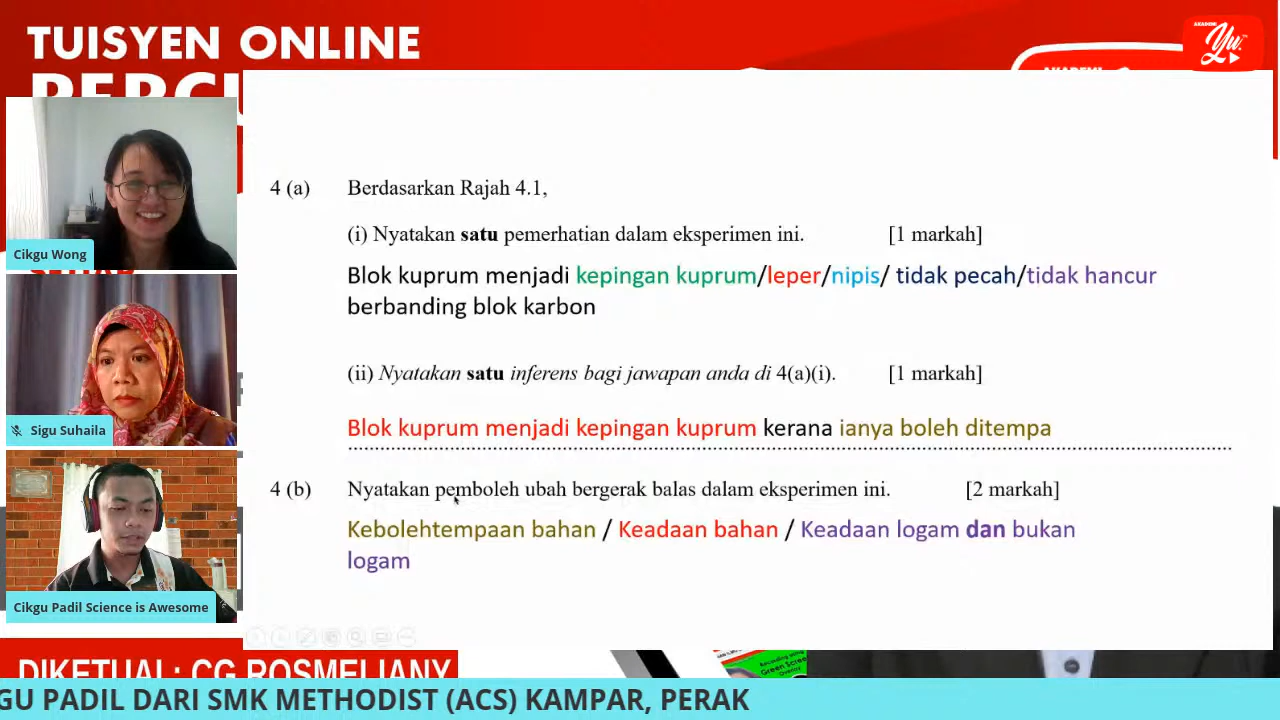 TUISYEN ONLINE
AKADEMI
Yu.
Cikgu Wong
Sigu Suhaila
Cikgu Padil Science is Awesome
4 (a) Berdasarkan Rajah 4.1,
(i) Nyatakan satu pemerhatian dalam eksperimen ini. [1 markah]
Blok kuprum menjadi kepingan kuprum/leper/nipis/ tidak pecah/tidak hancur
berbanding blok karbon
(ii) Nyatakan satu inferens bagi jawapan anda di 4(a)(i). [1 markah]
Blok kuprum menjadi kepingan kuprum kerana ianya boleh ditempa
4 (b) Nyatakan pemboleh ubah bergerak balas dalam eksperimen ini. [2 markah]
Kebolehtempaan bahan / Keadaan bahan / Keadaan logam dan bukan
logam
DIKETUAI : CG ROSMELIANY
GU PADIL DARI SMK METHODIST (ACS) KAMPAR, PERAK